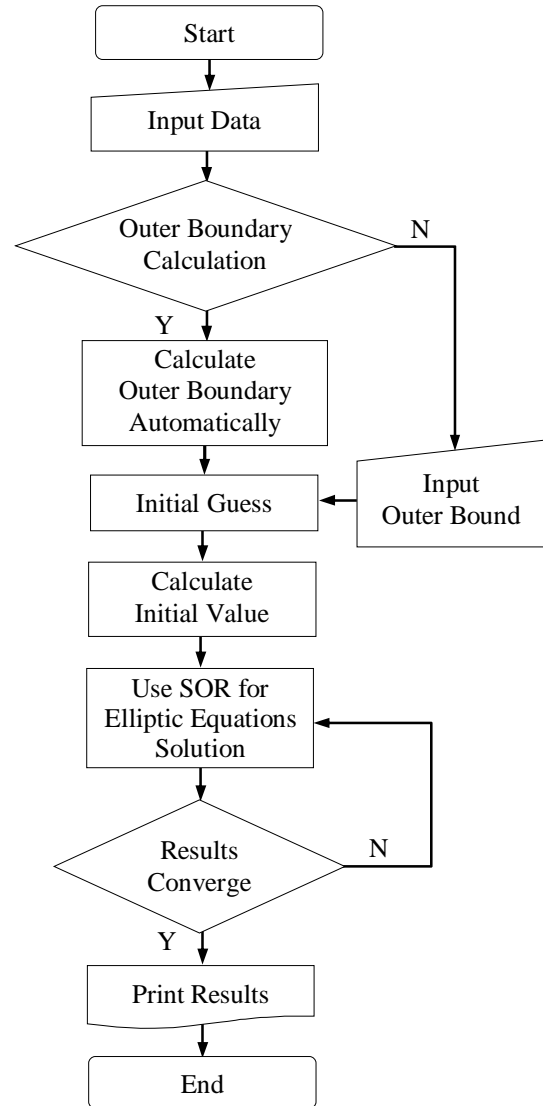 Start
Input Data
Outer Boundary
Calculation
N
Y
Calculate
Outer Boundary
Automatically
Input
Outer Bound
Initial Guess
Calculate
Initial Value
Use SOR for
Elliptic Equations
Solution
Results
Converge
N
Y
Print Results
End